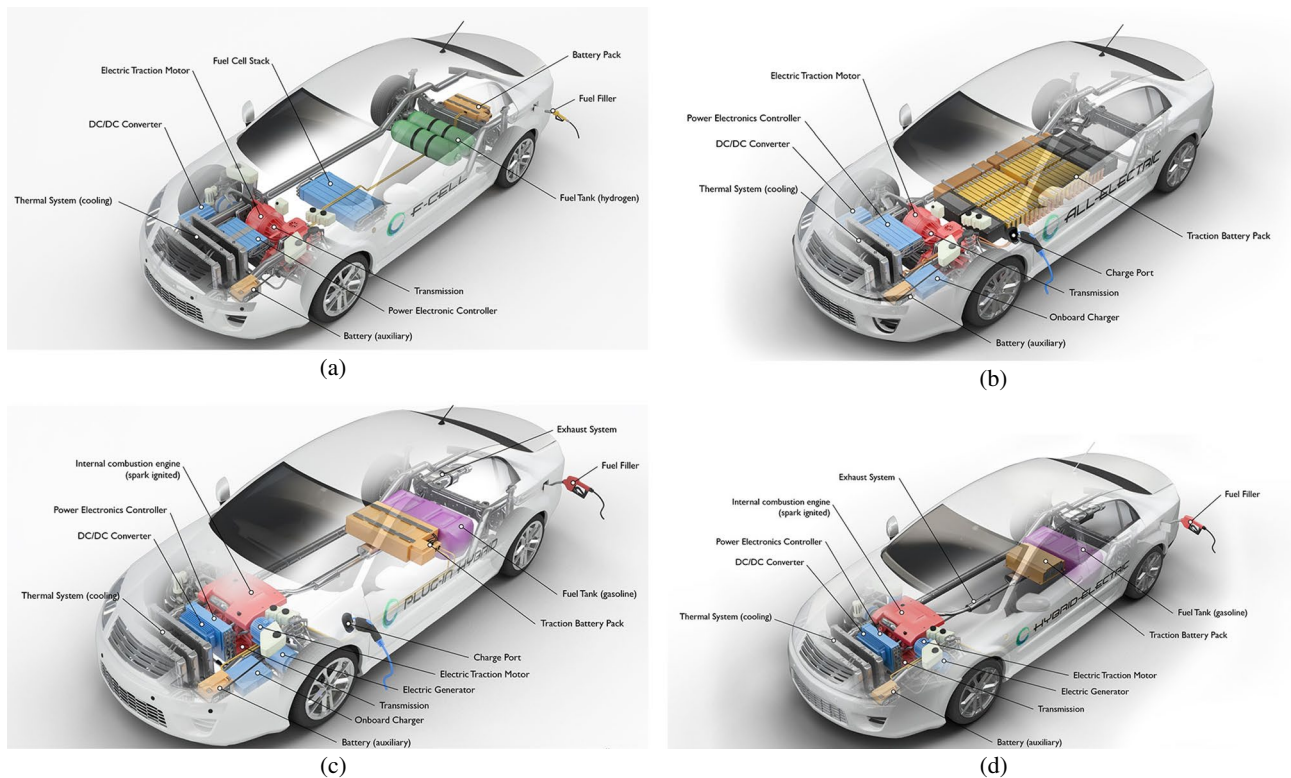 Fuel Cell Stack
Electric Traction Motor
Battery Pack
Fuel Filler
DC/DC Converter
Thermal System (cooling)
F-CELL
Fuel Tank (hydrogen)
Transmission
Power Electronic Controller
Battery (auxiliary)
(a)
Electric Traction Motor
Power Electronics Controller
DC/DC Converter
Thermal System (cooling)
ALL-ELECTRIC
Traction Battery Pack
Charge Port
Transmission
Onboard Charger
Battery (auxiliary)
(b)
Exhaust System
Internal combustion engine
(spark ignited)
Fuel Filler
Power Electronics Controller
DC/DC Converter
Thermal System (cooling)
PLUG-IN HYBRID
Fuel Tank (gasoline)
Traction Battery Pack
Charge Port
Electric Traction Motor
Electric Generator
Transmission
Onboard Charger
Battery (auxiliary)
(c)
Exhaust System
Internal combustion engine
(spark ignited)
Fuel Filler
Power Electronics Controller
DC/DC Converter
Thermal System (cooling)
HYBRID-ELECTRIC
Fuel Tank (gasoline)
Traction Battery Pack
Electric Traction Motor
Electric Generator
Transmission
Battery (auxiliary)
(d)